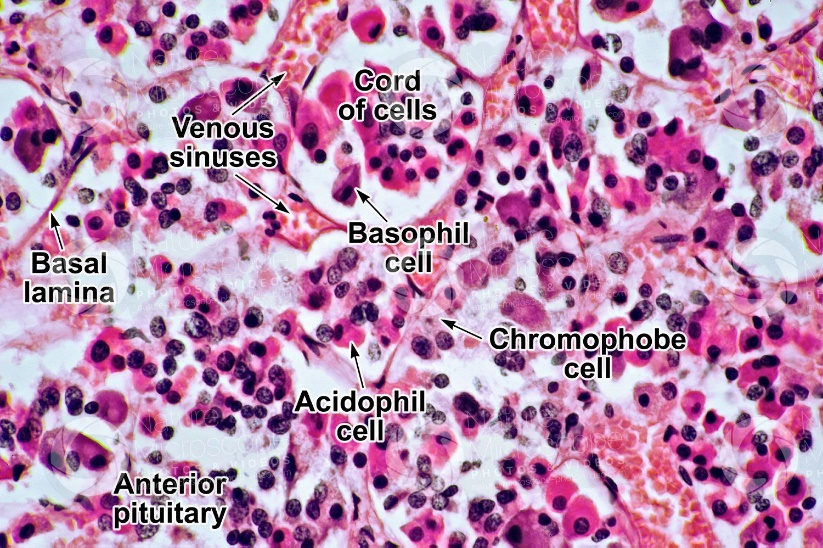 Cord
of cells
Venous
sinuses
Basophil
cell
Basal
lamina
Chromophobe
cell
Acidophil
cell
Anterior
pituitary